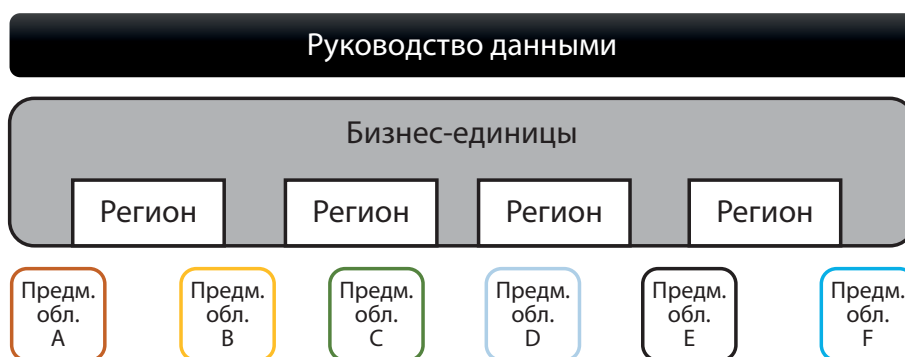 Руководство данными
Бизнес-единицы
Регион Регион Регион Регион
Предм. Предм. Предм. Предм. Предм. Предм.
обл. обл. обл. обл. обл. обл.
A B C D E F